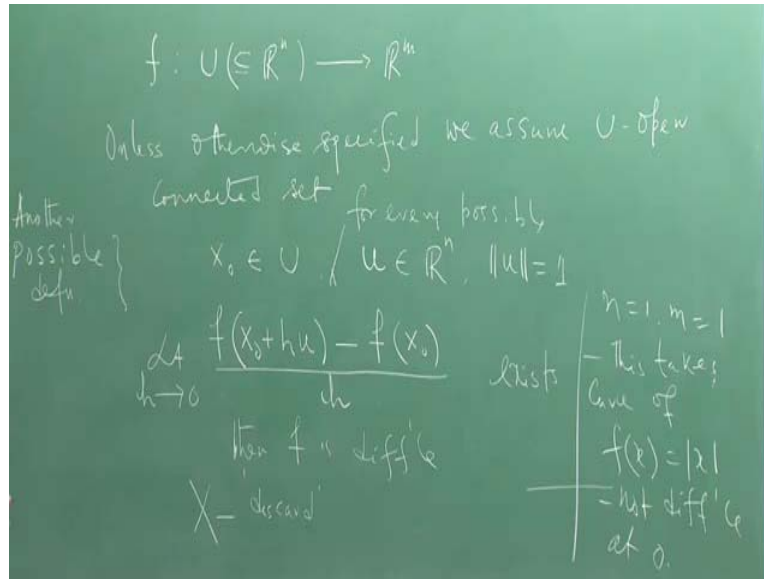 f : U(⊆ ℝⁿ) ⟶ ℝᵐ
Unless otherwise specified we assume U-open
connected set
Another
possible
defn.
for every possible
x₀ ∈ U / u ∈ ℝⁿ, ||u|| = 1
Lt h→0 (f(x₀+hu) – f(x₀))/h exists
then f is diff'le
X – discard
n=1, m=1
– This takes
care of
f(x) = |x|
– not diff'le
at 0.